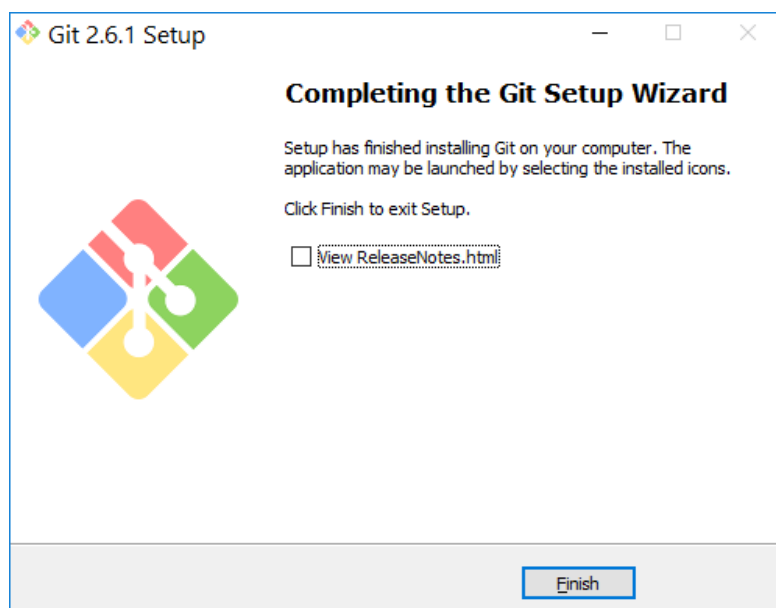 Git 2.6.1 Setup
Completing the Git Setup Wizard
Setup has finished installing Git on your computer. The
application may be launched by selecting the installed icons.
Click Finish to exit Setup.
View ReleaseNotes.html
Finish